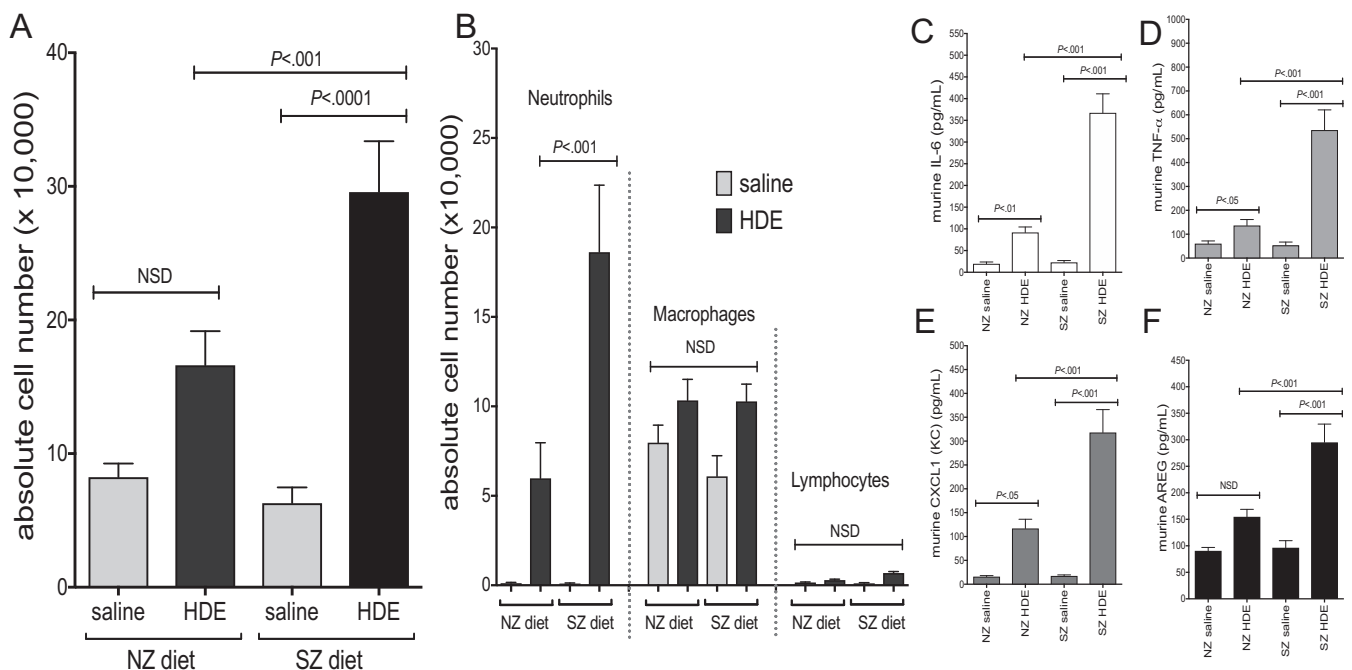 A
absolute cell number (x 10,000)
40
30
20
10
0
P<.001
P<.0001
NSD
saline
HDE
saline
HDE
NZ diet
SZ diet
B
absolute cell number (x10,000)
30
25
20
15
10
5
0
Neutrophils
P<.001
saline
HDE
Macrophages
NSD
Lymphocytes
NSD
NZ diet
SZ diet
NZ diet
SZ diet
NZ diet
SZ diet
C
murine IL-6 (pg/mL)
550
500
450
400
350
300
250
200
150
100
50
0
P<.001
P<.001
P<.01
NZ saline
NZ HDE
SZ saline
SZ HDE
D
murine TNF-α (pg/mL)
1000
900
800
700
600
500
400
300
200
100
0
P<.001
P<.001
P<.05
NZ saline
NZ HDE
SZ saline
SZ HDE
E
murine CXCL1 (KC) (pg/mL)
500
450
400
350
300
250
200
150
100
50
0
P<.001
P<.001
P<.05
NZ saline
NZ HDE
SZ saline
SZ HDE
F
murine AREG (pg/mL)
450
400
350
300
250
200
150
100
50
0
P<.001
P<.001
NSD
NZ saline
NZ HDE
SZ saline
SZ HDE